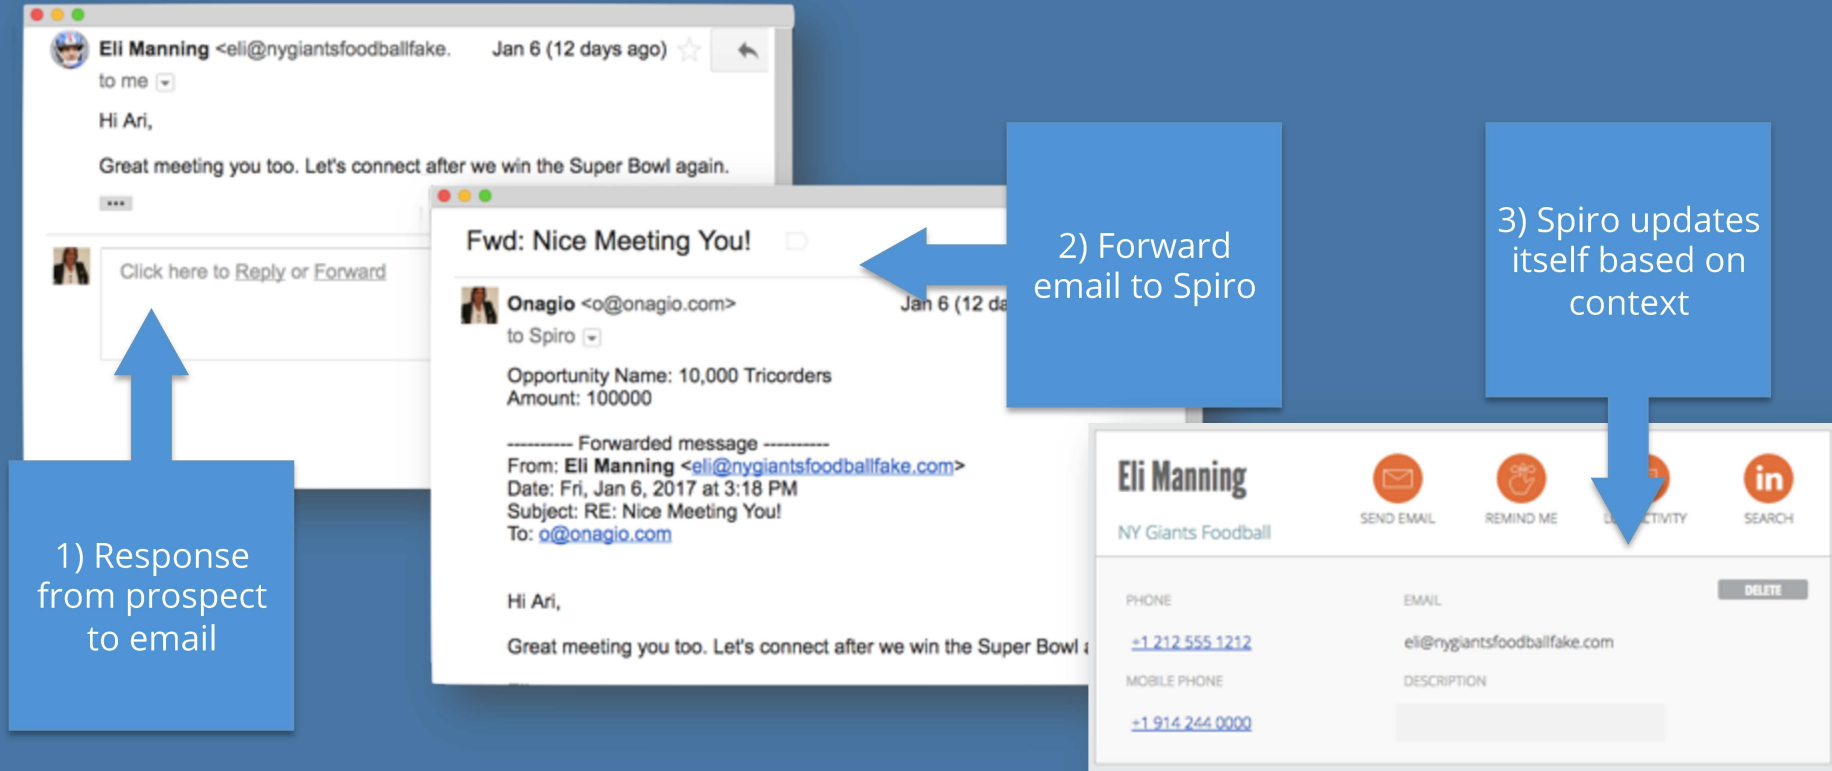 Eli Manning <eli@nygiantsfoodballfake. Jan 6 (12 days ago)
to me
Hi Ari,
Great meeting you too. Let's connect after we win the Super Bowl again.
Click here to Reply or Forward
1) Response
from prospect
to email
Fwd: Nice Meeting You!
Onagio <o@onagio.com> Jan 6 (12 da
to Spiro
Opportunity Name: 10,000 Tricorders
Amount: 100000
---------- Forwarded message ----------
From: Eli Manning <eli@nygiantsfoodballfake.com>
Date: Fri, Jan 6, 2017 at 3:18 PM
Subject: RE: Nice Meeting You!
To: o@onagio.com
Hi Ari,
Great meeting you too. Let's connect after we win the Super Bowl
2) Forward
email to Spiro
3) Spiro updates
itself based on
context
Eli Manning
NY Giants Foodball
SEND EMAIL REMIND ME CTIVITY in SEARCH
DELETE
PHONE EMAIL
+1 212 555 1212 eli@nygiantsfoodballfake.com
MOBILE PHONE DESCRIPTION
+1 914 244 0000